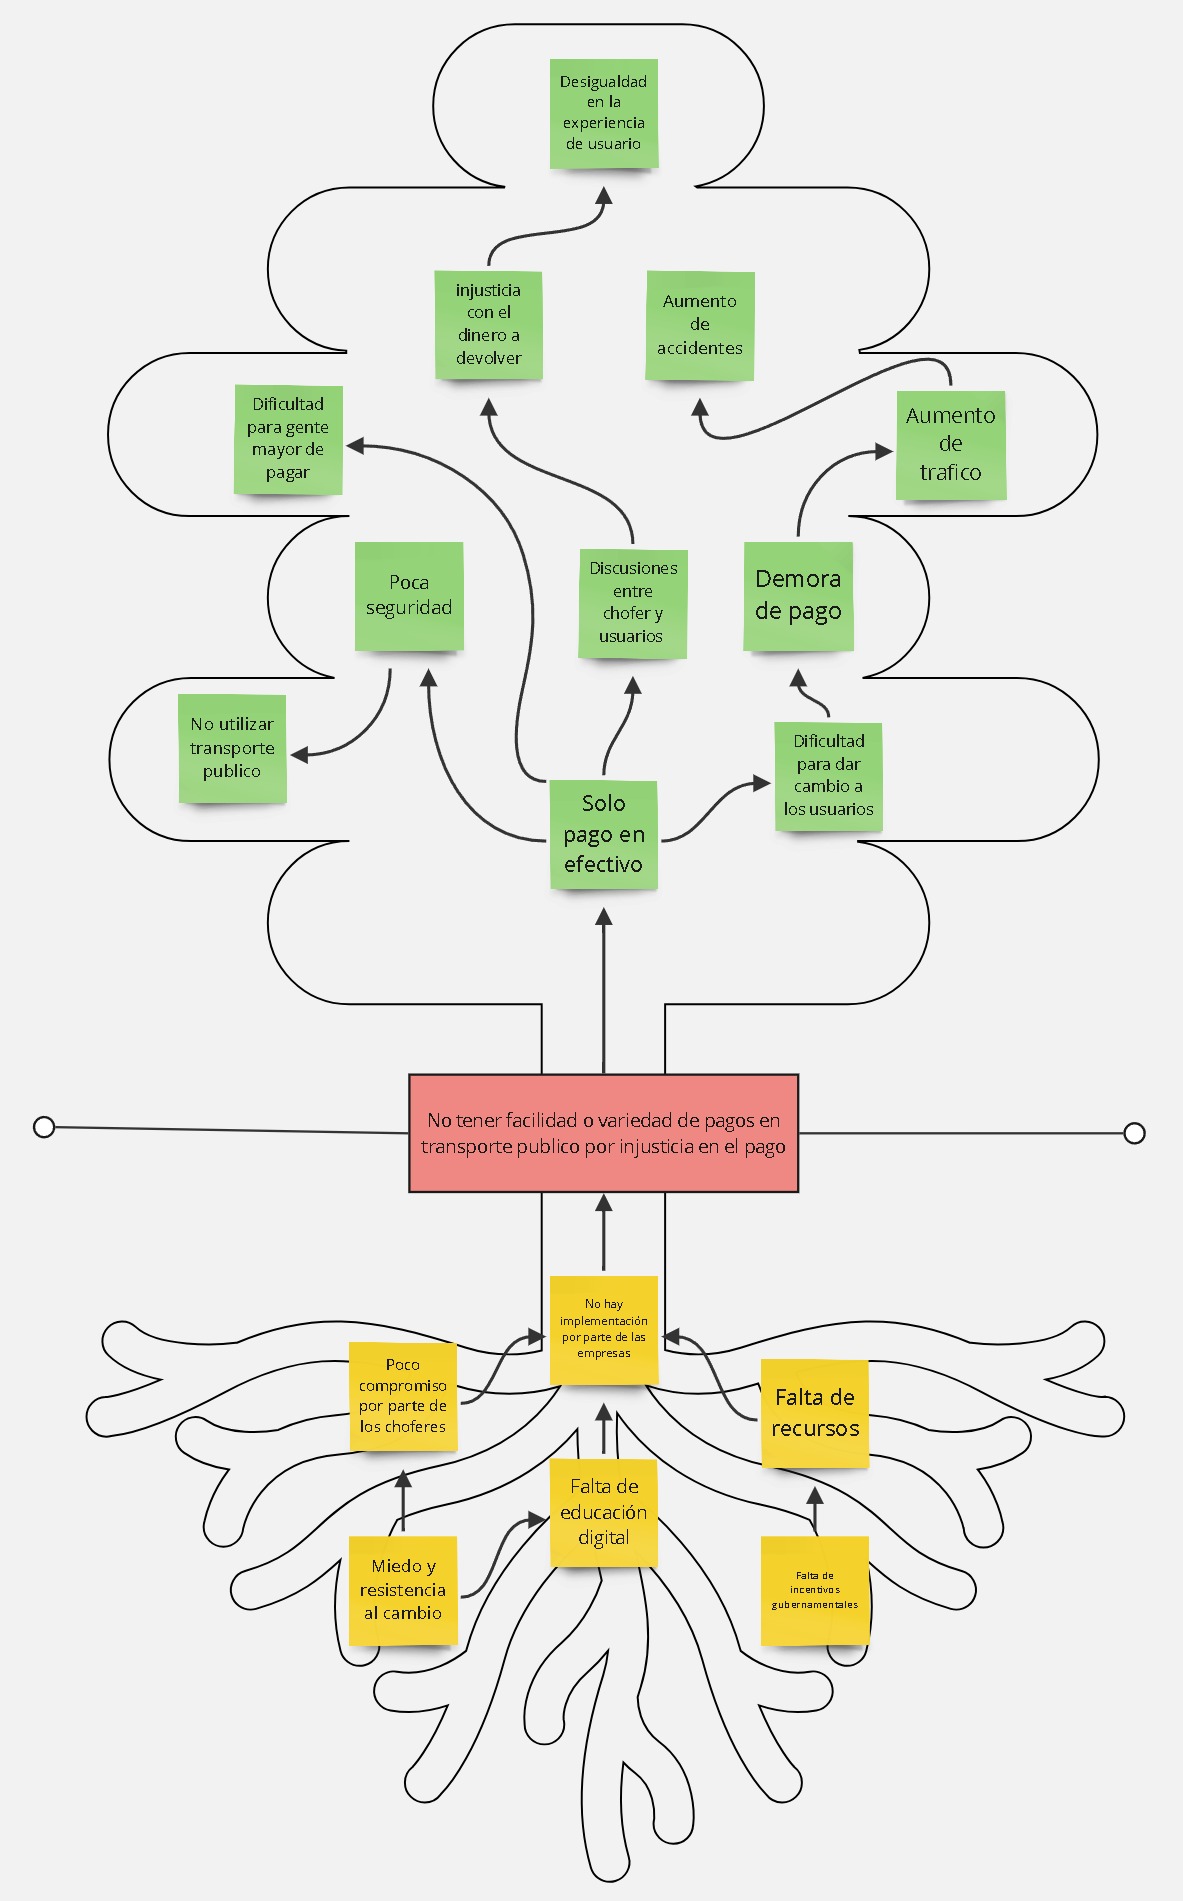 Desigualdad
en la
experiencia
de usuario
injusticia
con el
dinero a
devolver
Aumento
de
accidentes
Dificultad
para gente
mayor de
pagar
Aumento
de
trafico
Poca
seguridad
Discusiones
entre
chofer y
usuarios
Demora
de pago
No utilizar
transporte
publico
Solo
pago en
efectivo
Dificultad
para dar
cambio a
los usuarios
No tener facilidad o variedad de pagos en
transporte publico por injusticia en el pago
No hay
implementación
por parte de las
empresas
Poco
compromiso
por parte de
los choferes
Falta de
recursos
Falta de
educación
digital
Miedo y
resistencia
al cambio
Falta de
incentivos
gubernamentales